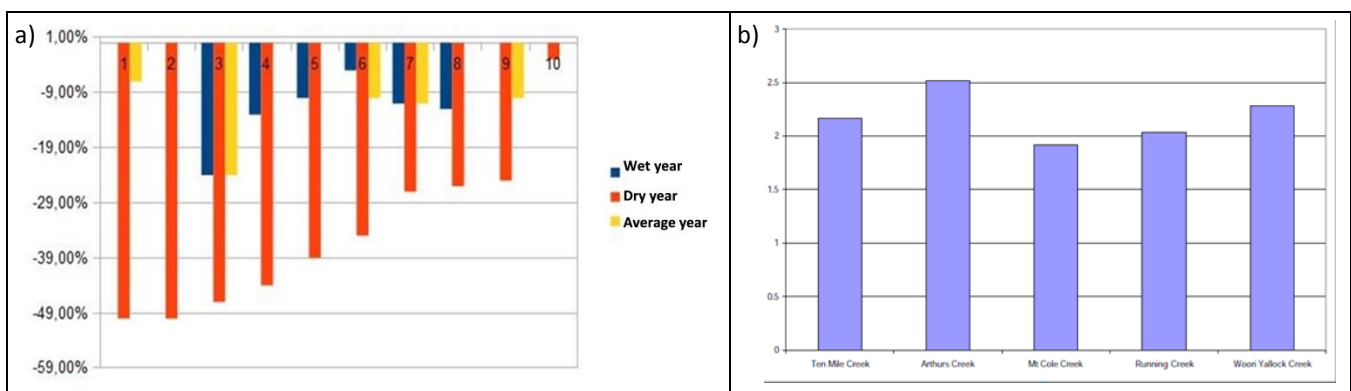 a)
1,00%
-9,00%
-19,00%
-29,00%
-39,00%
-49,00%
-59,00%
1 2 3 4 5 6 7 8 9 10
Wet year
Dry year
Average year
b)
3
2.5
2
1.5
1
0.5
0
Ten Mile Creek Arthurs Creek Mt Cole Creek Running Creek Woori Yallock Creek